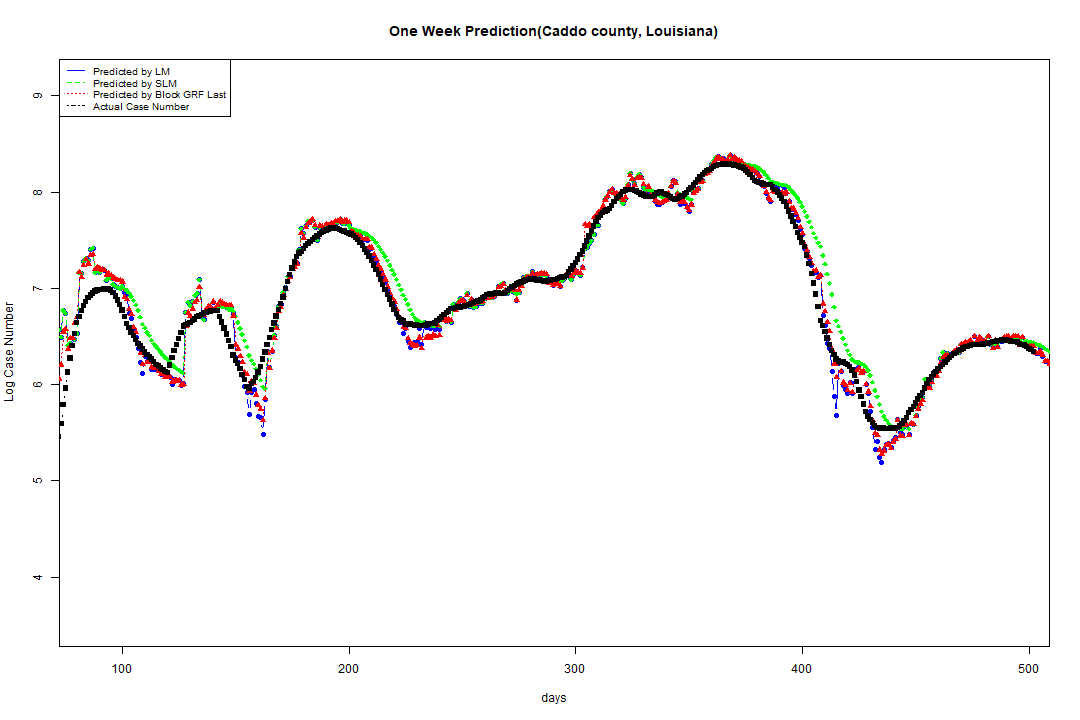 One Week Prediction(Caddo county, Louisiana)
Predicted by LM
Predicted by SLM
Predicted by Block GRF Last
Actual Case Number
Log Case Number
9
8
7
6
5
4
100 200 300 400 500
days